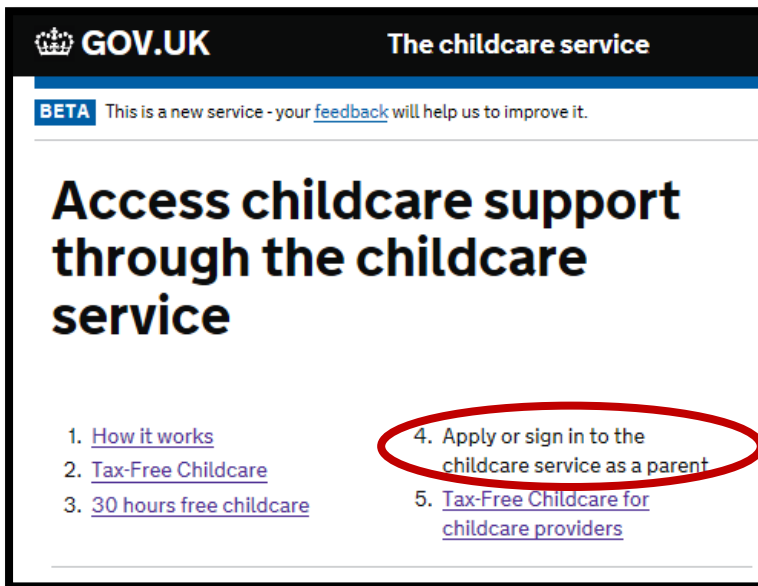 GOV.UK The childcare service
BETA This is a new service - your feedback will help us to improve it.
Access childcare support
through the childcare
service
1. How it works
2. Tax-Free Childcare
3. 30 hours free childcare
4. Apply or sign in to the
childcare service as a parent
5. Tax-Free Childcare for
childcare providers